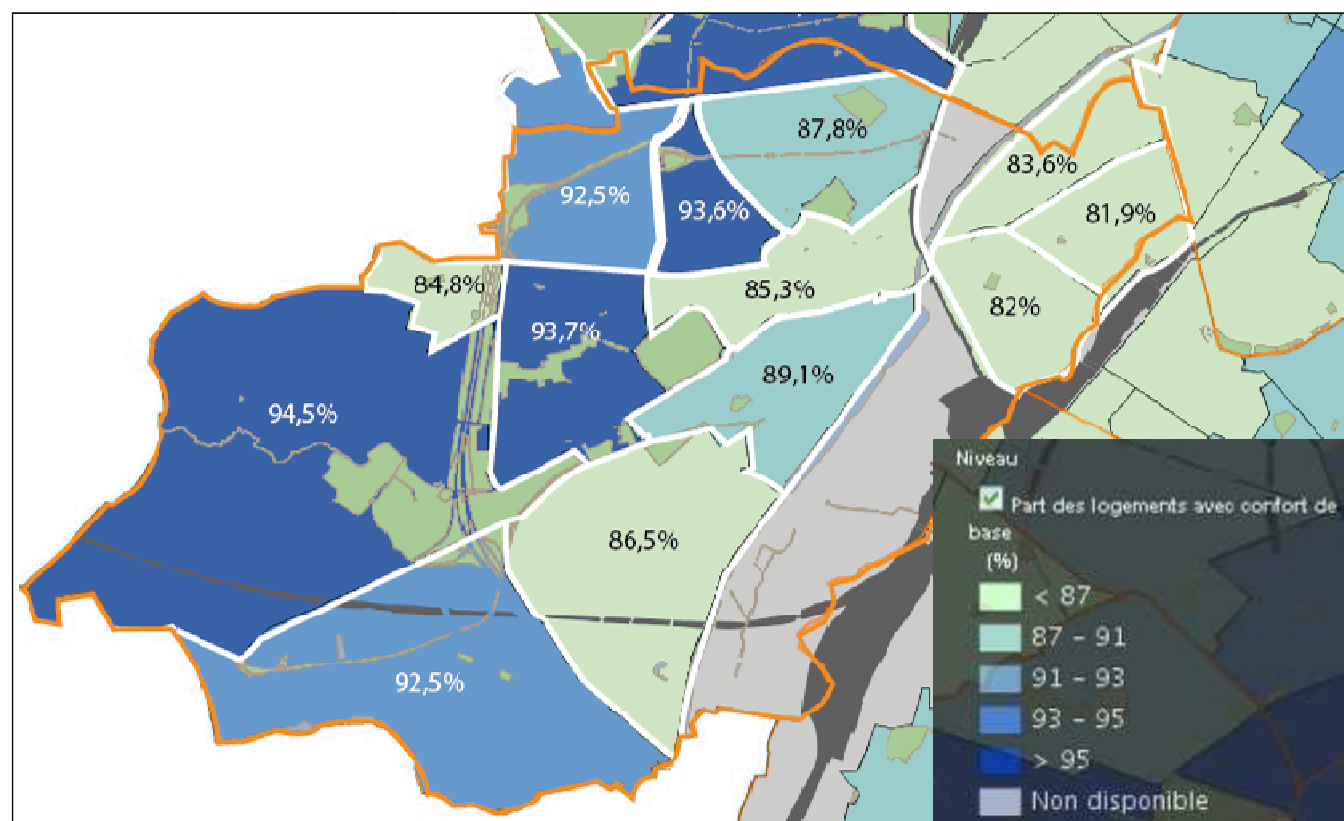 87,8%
83,6%
92,5%
93,6%
81,9%
84,8%
85,3%
82%
93,7%
89,1%
94,5%
86,5%
92,5%
Niveau
Part des logements avec confort de
base
(%)
< 87
87 – 91
91 – 93
93 – 95
> 95
Non disponible